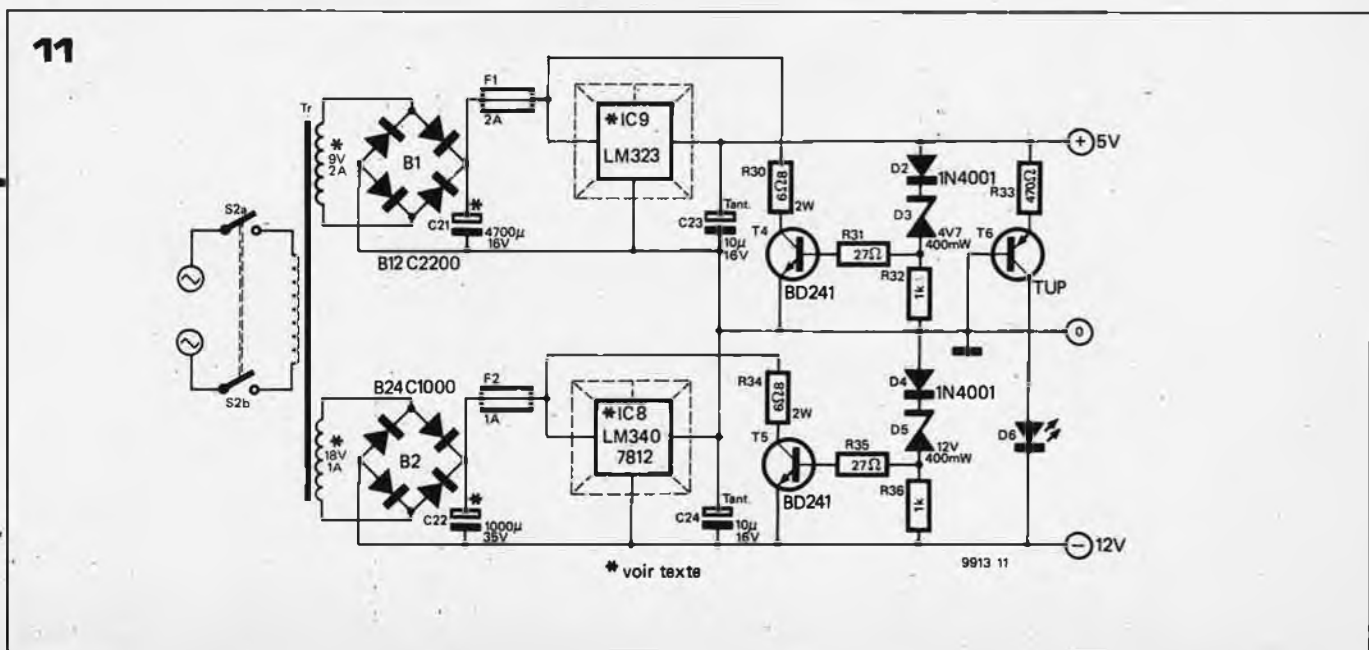 11
Tr
S2a
S2b
*
9V
2A
B1
B12 C2200
F1
2A
*
C21
4700µ
16V
*IC9
LM323
Tant.
C23
10µ
16V
R30
6Ω8
2W
T4
BD241
R31
27Ω
D2
1N4001
D3
4V7
400mW
R32
1k
R33
470Ω
T6
TUP
+ 5V
0
*
18V
1A
B24 C1000
B2
F2
1A
*
C22
1000µ
35V
*IC8
LM340
7812
Tant.
C24
10µ
16V
R34
6Ω8
2W
T5
BD241
R35
27Ω
D4
1N4001
D5
12V
400mW
R36
1k
D6
− 12V
* voir texte
9913 11